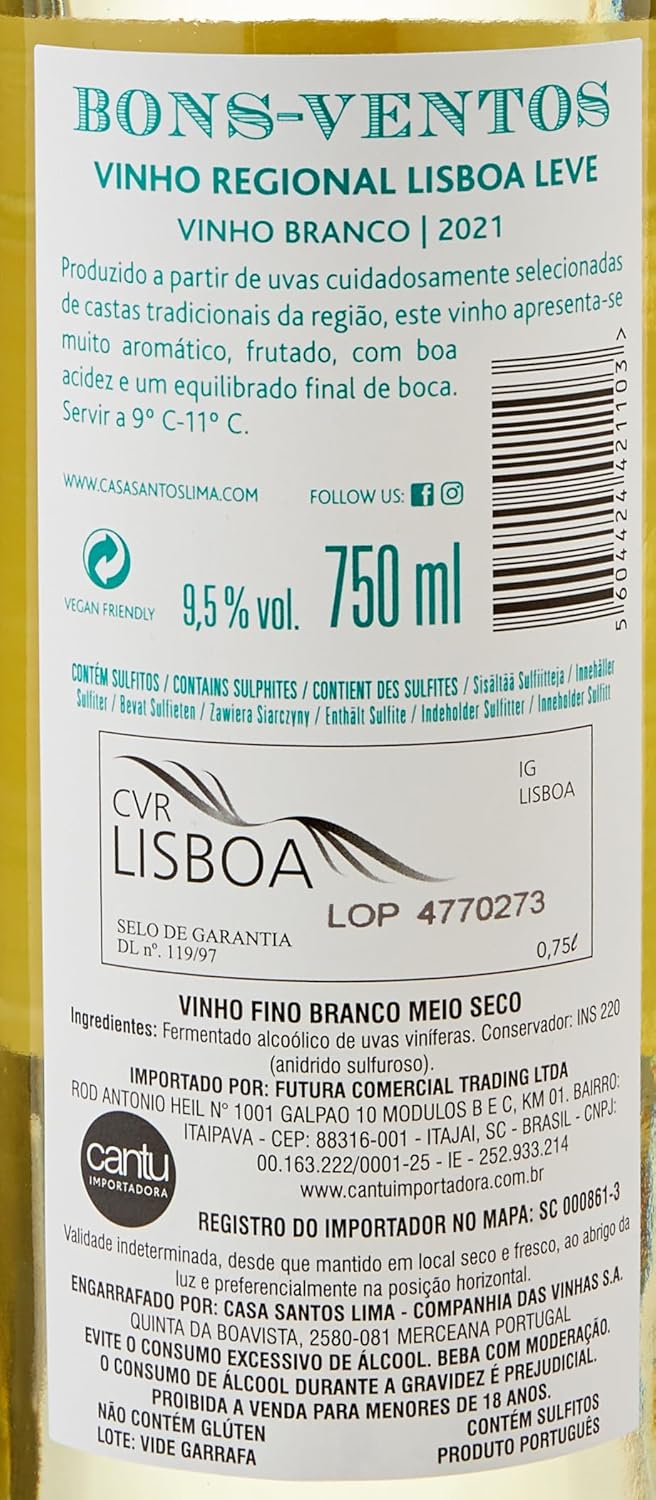 BONS-VENTOS
VINHO REGIONAL LISBOA LEVE
VINHO BRANCO | 2021
Produzido a partir de uvas cuidadosamente selecionadas
de castas tradicionais da região, este vinho apresenta-se
muito aromático, frutado, com boa
acidez e um equilibrado final de boca.
Servir a 9º C-11º C.
5 604424 421103 >
WWW.CASASANTOSLIMA.COM
FOLLOW US:
VEGAN FRIENDLY
9,5 % vol.
750 ml
CONTÉM SULFITOS / CONTAINS SULPHITES / CONTIENT DES SULFITES / Sisältää Sulfiitteja / Innehåller
Sulfiter / Bevat Sulfieten / Zawiera Siarczyny / Enthält Sulfite / Indeholder Sulfitter / Inneholder Sulfitt
CVR
LISBOA
IG
LISBOA
LOP 4770273
SELO DE GARANTIA
DL nº. 119/97
0,75ℓ
VINHO FINO BRANCO MEIO SECO
Ingredientes: Fermentado alcoólico de uvas viníferas. Conservador: INS 220
(anidrido sulfuroso).
IMPORTADO POR: FUTURA COMERCIAL TRADING LTDA
ROD ANTONIO HEIL Nº 1001 GALPAO 10 MODULOS B E C, KM 01. BAIRRO:
ITAIPAVA - CEP: 88316-001 - ITAJAI, SC - BRASIL - CNPJ:
00.163.222/0001-25 - IE - 252.933.214
www.cantuimportadora.com.br
cantu
IMPORTADORA
REGISTRO DO IMPORTADOR NO MAPA: SC 000861-3
Validade indeterminada, desde que mantido em local seco e fresco, ao abrigo da
luz e preferencialmente na posição horizontal.
ENGARRAFADO POR: CASA SANTOS LIMA - COMPANHIA DAS VINHAS S.A.
QUINTA DA BOAVISTA, 2580-081 MERCEANA PORTUGAL
EVITE O CONSUMO EXCESSIVO DE ÁLCOOL. BEBA COM MODERAÇÃO.
O CONSUMO DE ÁLCOOL DURANTE A GRAVIDEZ É PREJUDICIAL.
PROIBIDA A VENDA PARA MENORES DE 18 ANOS.
NÃO CONTÉM GLÚTEN
CONTÉM SULFITOS
LOTE: VIDE GARRAFA
PRODUTO PORTUGUÊS